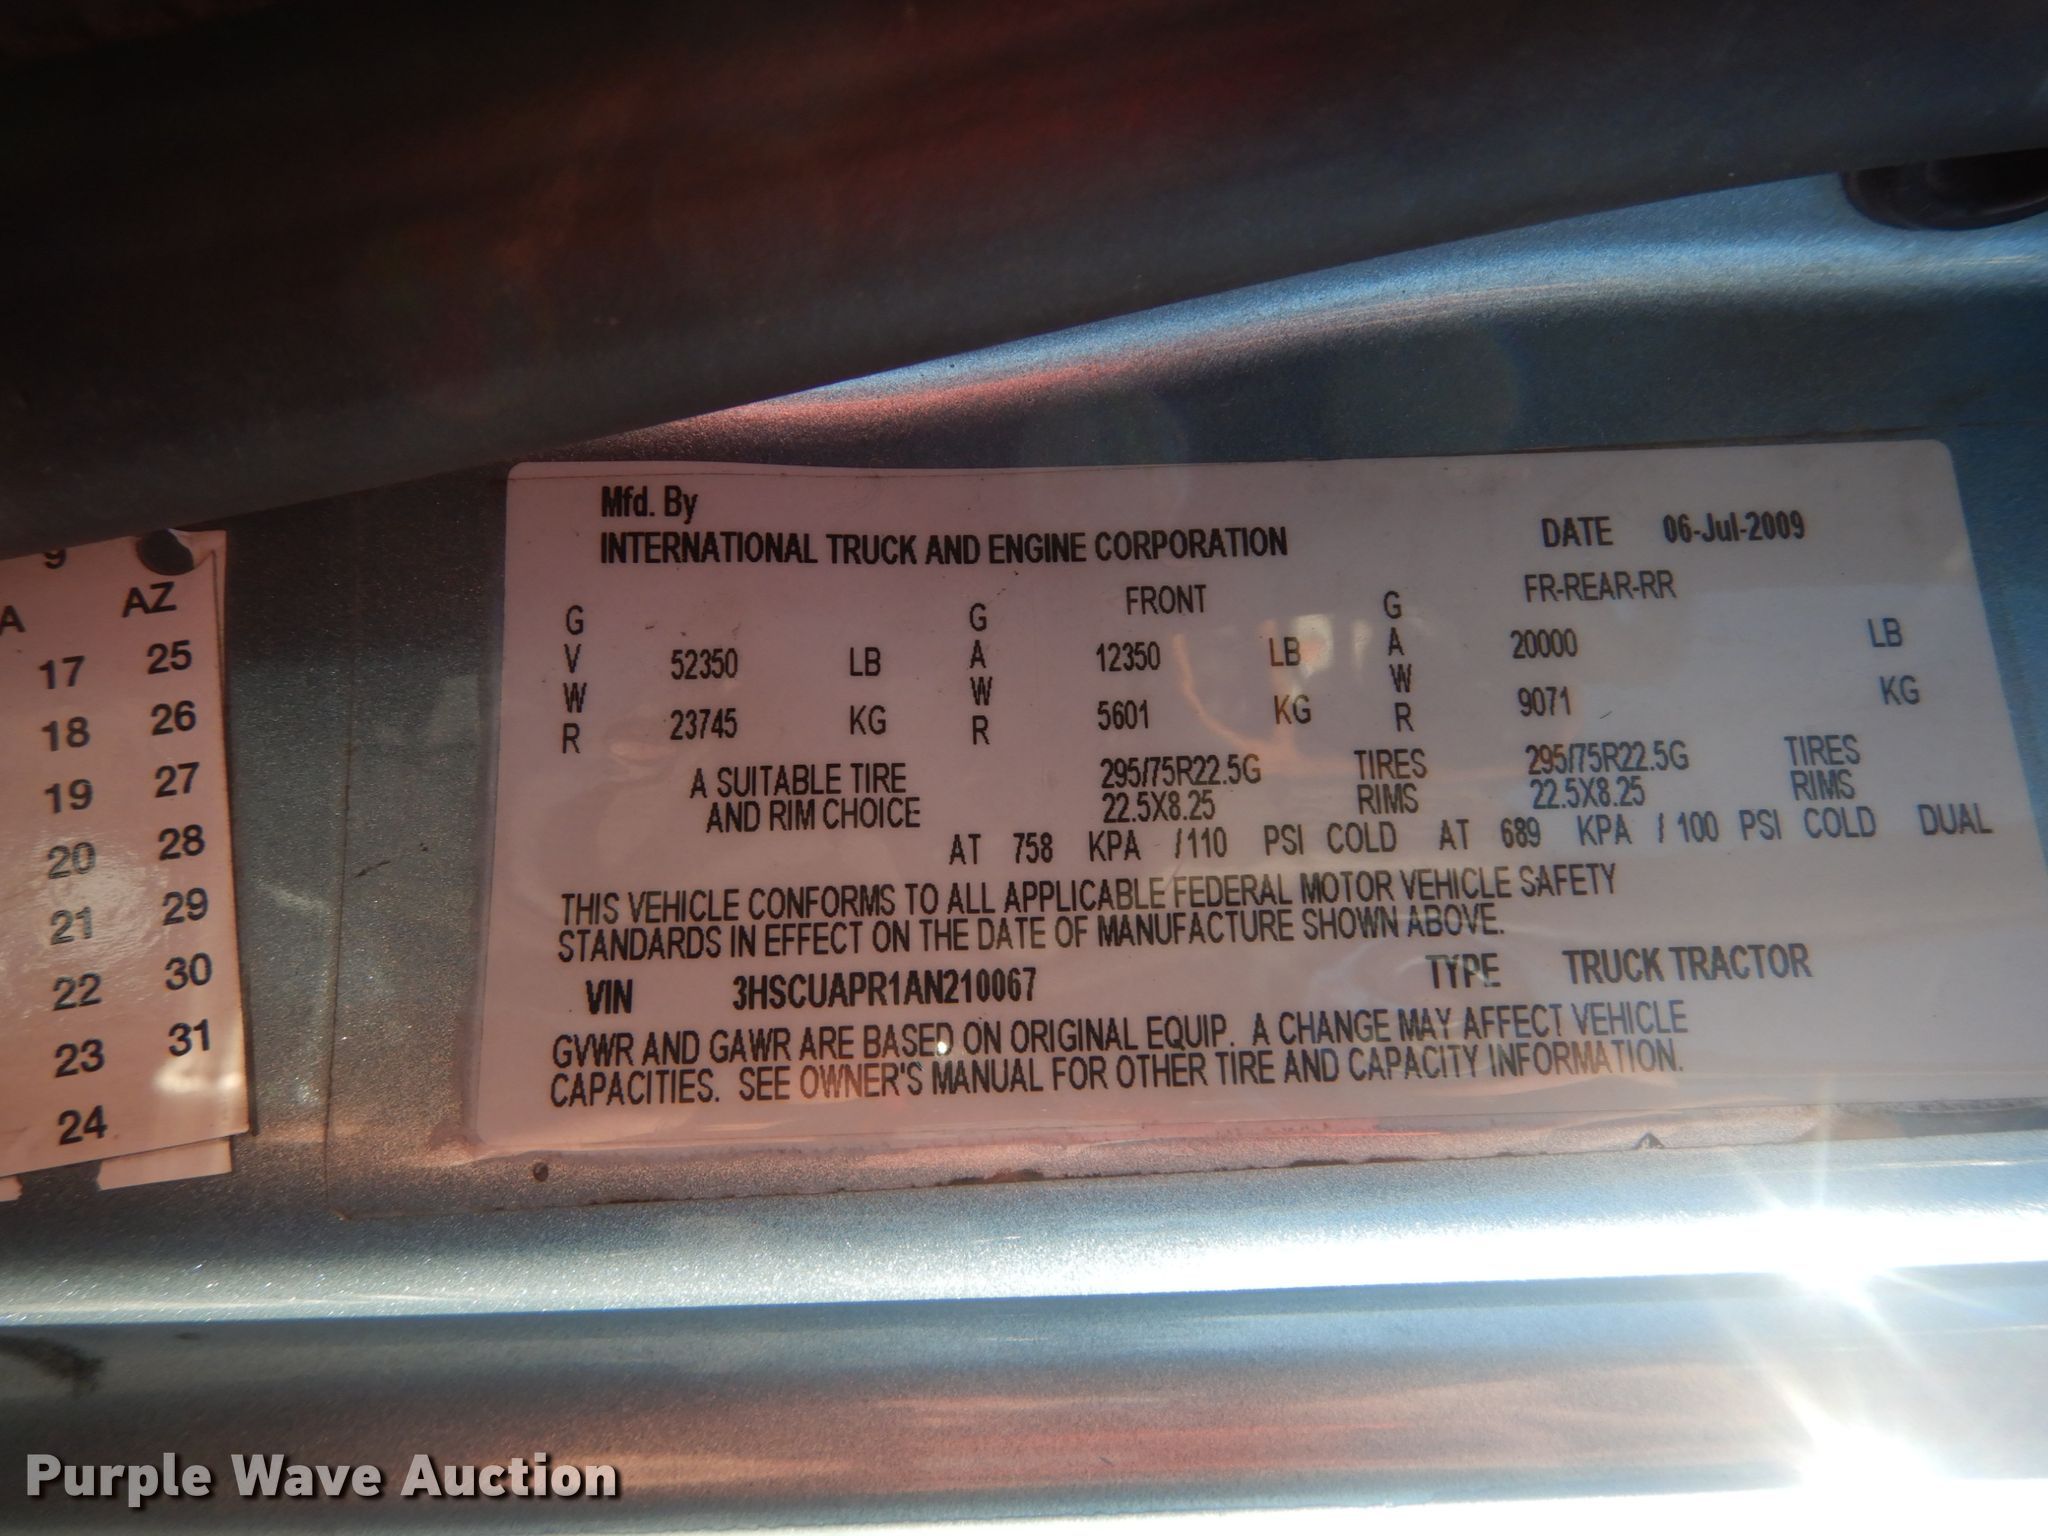 9
A AZ
17 25
18 26
19 27
20 28
21 29
22 30
23 31
24
Mfd. By
INTERNATIONAL TRUCK AND ENGINE CORPORATION DATE 06-Jul-2009
GVWR 52350 LB 23745 KG
GAWR FRONT 12350 LB 5601 KG
GAWR FR-REAR-RR 20000 LB 9071 KG
A SUITABLE TIRE 295/75R22.5G TIRES 295/75R22.5G TIRES
AND RIM CHOICE 22.5X8.25 RIMS 22.5X8.25 RIMS
AT 758 KPA /110 PSI COLD AT 689 KPA / 100 PSI COLD DUAL
THIS VEHICLE CONFORMS TO ALL APPLICABLE FEDERAL MOTOR VEHICLE SAFETY
STANDARDS IN EFFECT ON THE DATE OF MANUFACTURE SHOWN ABOVE.
VIN 3HSCUAPR1AN210067 TYPE TRUCK TRACTOR
GVWR AND GAWR ARE BASED ON ORIGINAL EQUIP. A CHANGE MAY AFFECT VEHICLE
CAPACITIES. SEE OWNER'S MANUAL FOR OTHER TIRE AND CAPACITY INFORMATION.
Purple Wave Auction